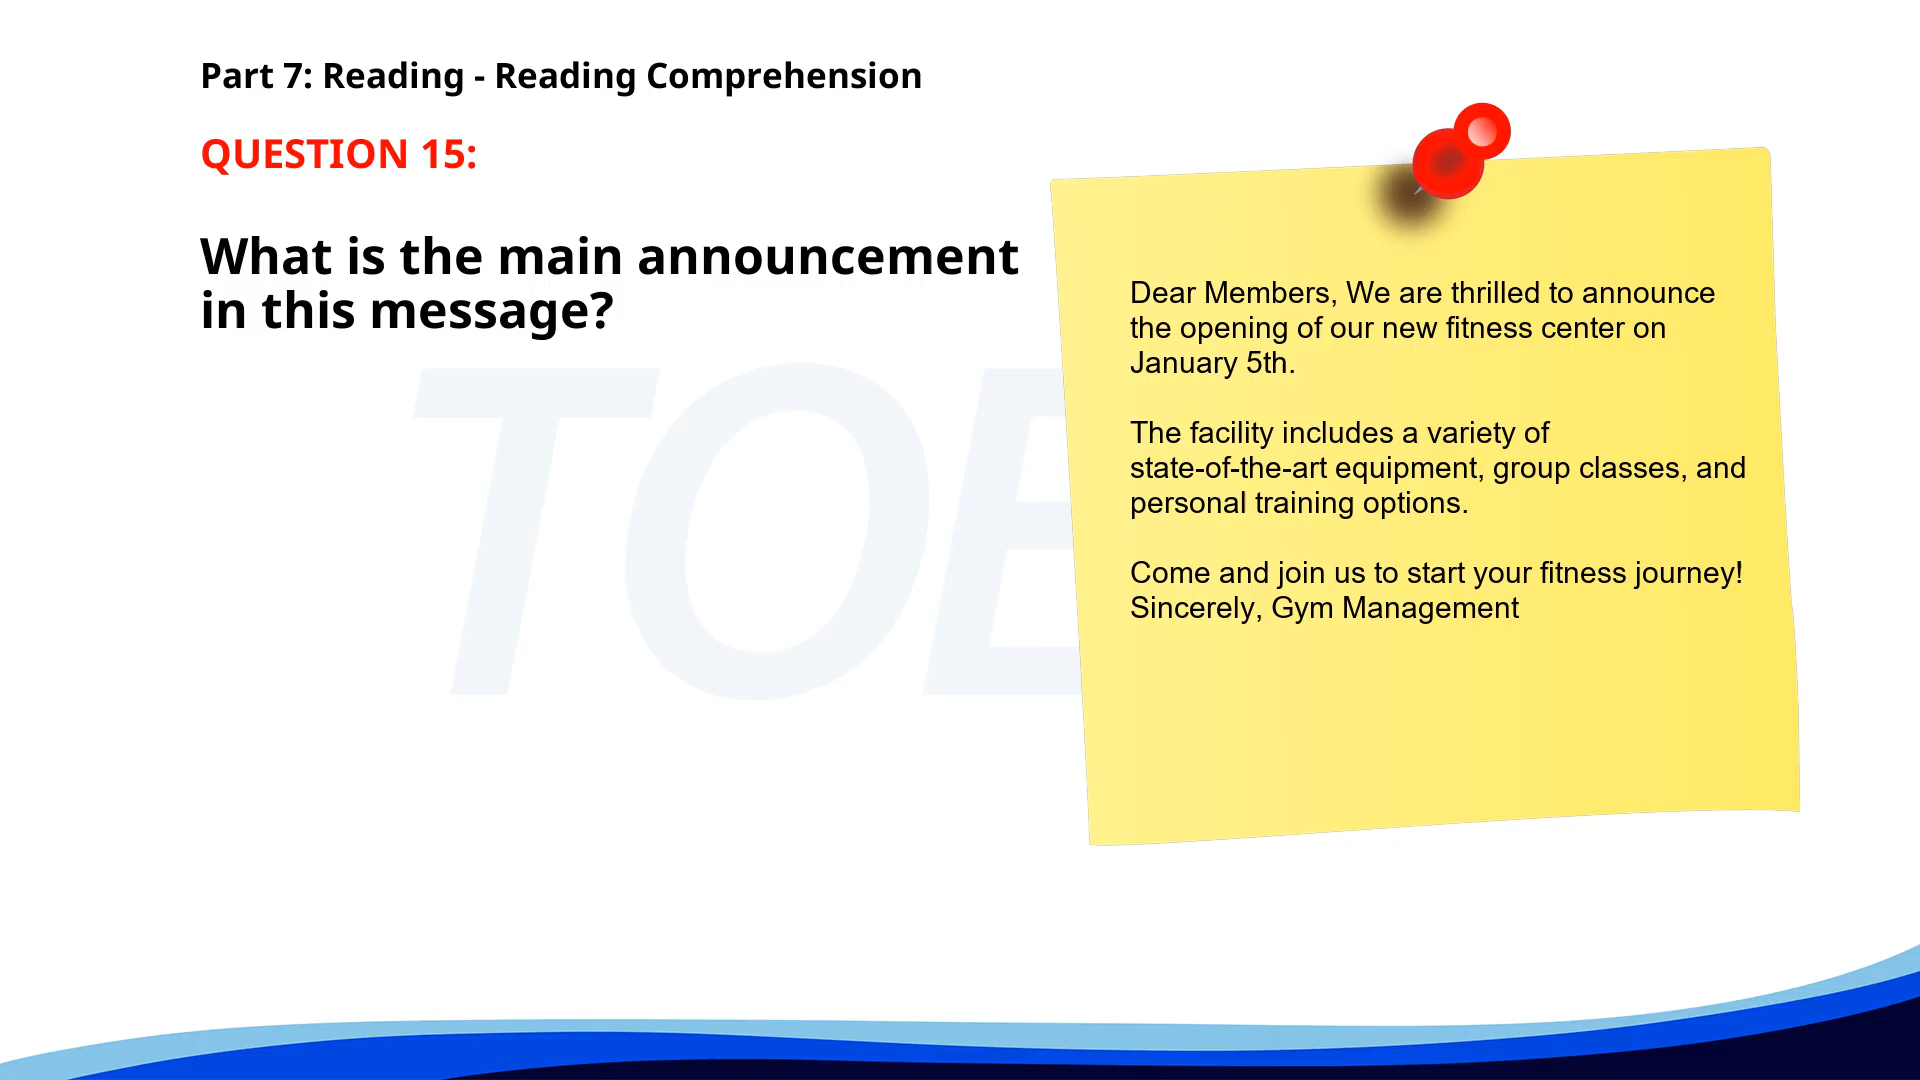 Part 7: Reading - Reading Comprehension
QUESTION 15:
What is the main announcement
in this message?
Dear Members, We are thrilled to announce
the opening of our new fitness center on
January 5th.
The facility includes a variety of
state-of-the-art equipment, group classes, and
personal training options.
Come and join us to start your fitness journey!
Sincerely, Gym Management
TOE